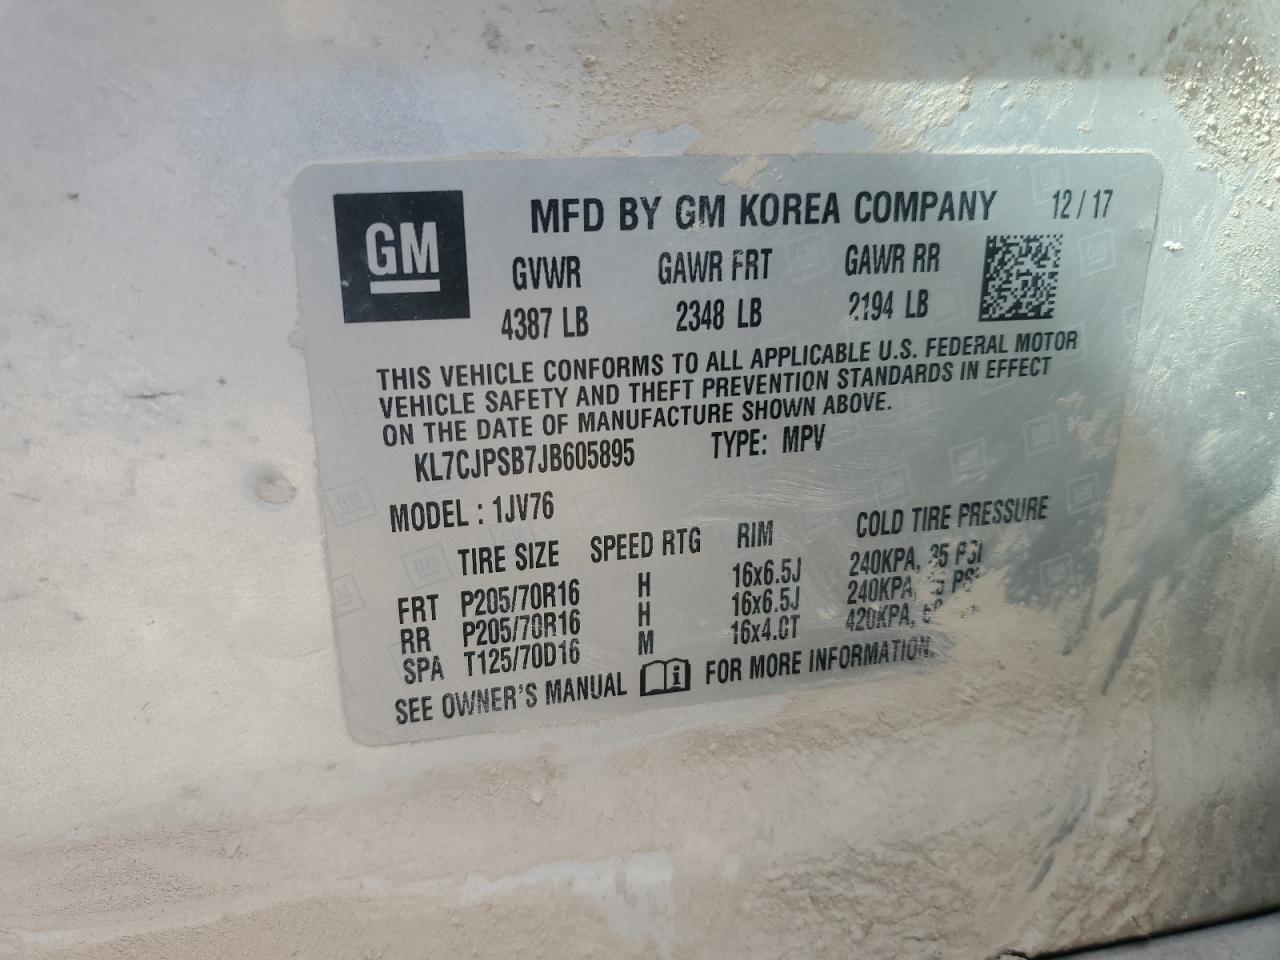 GM
MFD BY GM KOREA COMPANY 12/17
GVWR GAWR FRT GAWR RR
4387 LB 2348 LB 2194 LB
THIS VEHICLE CONFORMS TO ALL APPLICABLE U.S. FEDERAL MOTOR
VEHICLE SAFETY AND THEFT PREVENTION STANDARDS IN EFFECT
ON THE DATE OF MANUFACTURE SHOWN ABOVE.
KL7CJPSB7JB605895 TYPE: MPV
MODEL : 1JV76
TIRE SIZE SPEED RTG RIM COLD TIRE PRESSURE
FRT P205/70R16 H 16x6.5J 240KPA, 35 PSI
RR P205/70R16 H 16x6.5J 240KPA,
SPA T125/70D16 M 16x4.0T 420KPA,
SEE OWNER'S MANUAL FOR MORE INFORMATION.